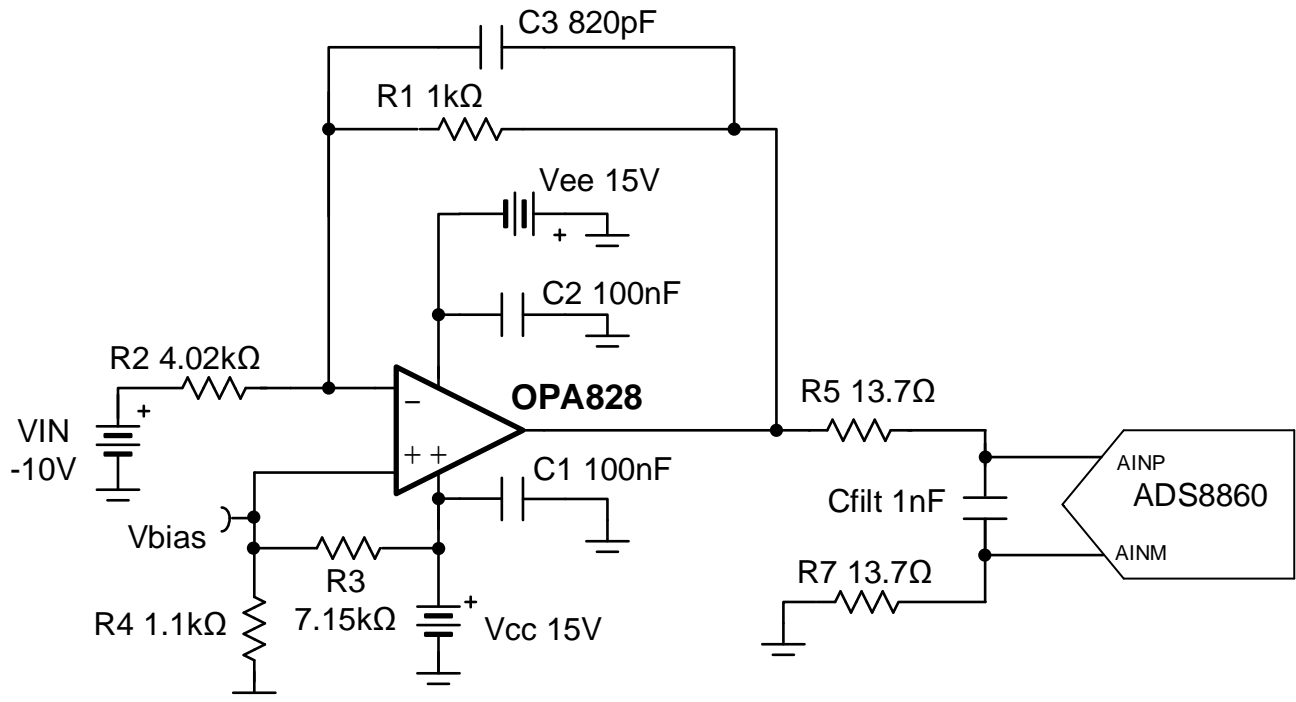 C3 820pF
R1 1kΩ
Vee 15V
+
C2 100nF
R2 4.02kΩ
+
VIN
-10V
−
OPA828
+ +
C1 100nF
R5 13.7Ω
AINP
ADS8860
Cfilt 1nF
AINM
Vbias
R3
7.15kΩ
R4 1.1kΩ
+
Vcc 15V
R7 13.7Ω